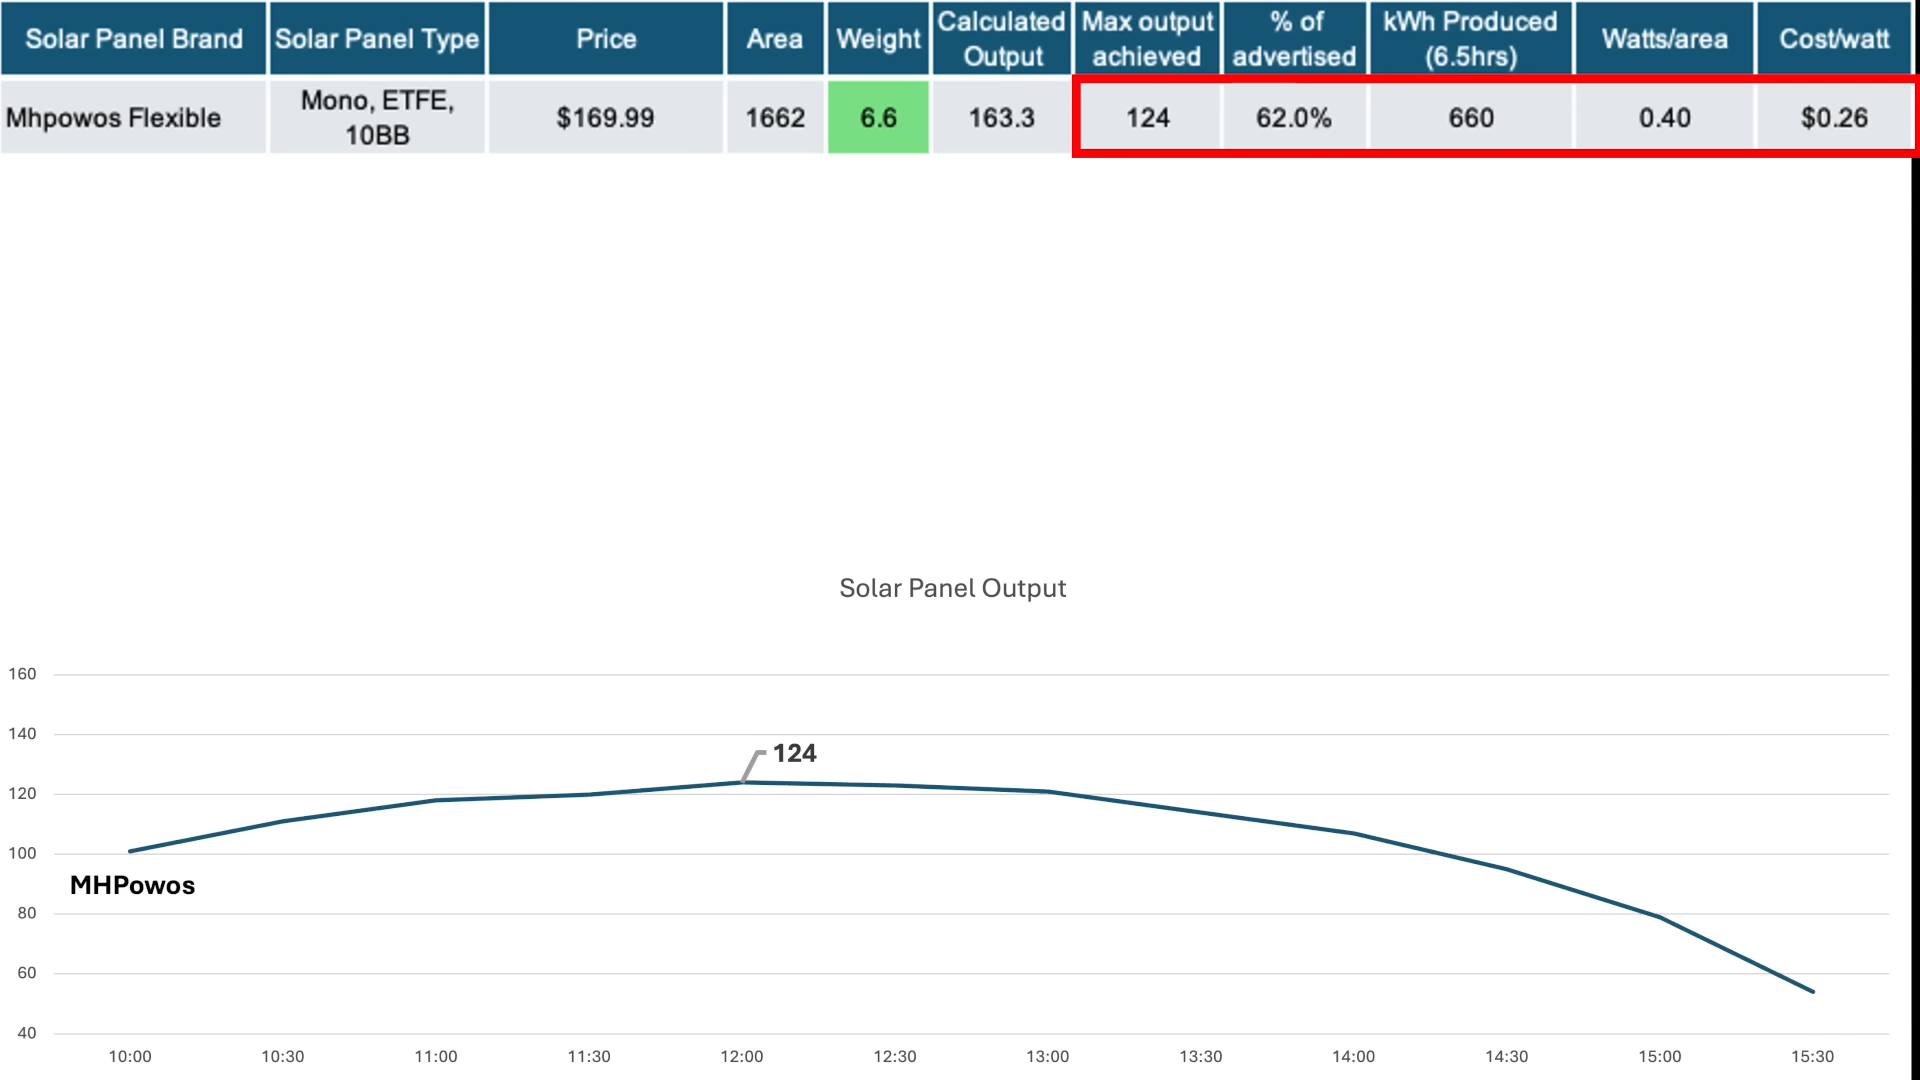 Solar Panel Brand
Solar Panel Type
Price
Area
Weight
Calculated
Output
Max output
achieved
% of
advertised
kWh Produced
(6.5hrs)
Watts/area
Cost/watt
Mhpowos Flexible
Mono, ETFE,
10BB
$169.99
1662
6.6
163.3
124
62.0%
660
0.40
$0.26
Solar Panel Output
160
140
120
100
80
60
40
124
MHPowos
10:00 10:30 11:00 11:30 12:00 12:30 13:00 13:30 14:00 14:30 15:00 15:30